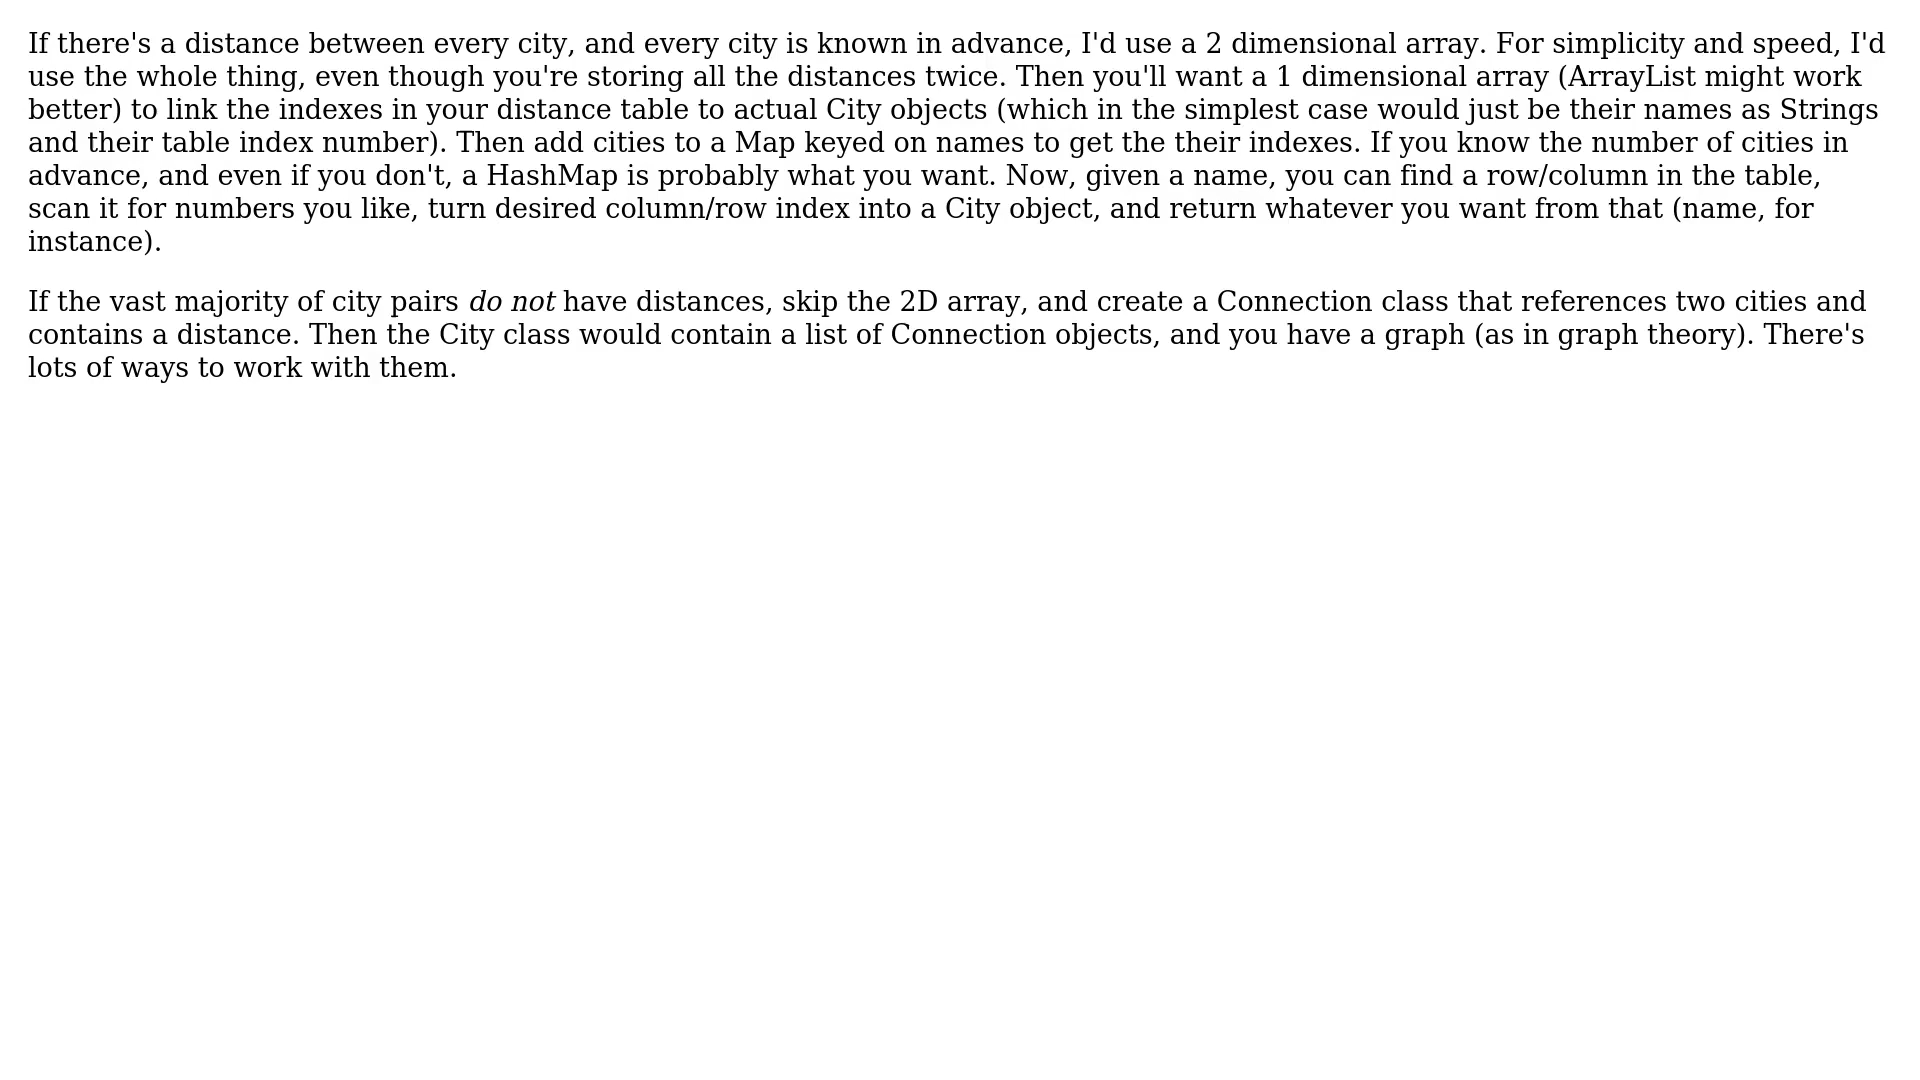 If there's a distance between every city, and every city is known in advance, I'd use a 2 dimensional array. For simplicity and speed, I'd
use the whole thing, even though you're storing all the distances twice. Then you'll want a 1 dimensional array (ArrayList might work
better) to link the indexes in your distance table to actual City objects (which in the simplest case would just be their names as Strings
and their table index number). Then add cities to a Map keyed on names to get the their indexes. If you know the number of cities in
advance, and even if you don't, a HashMap is probably what you want. Now, given a name, you can find a row/column in the table,
scan it for numbers you like, turn desired column/row index into a City object, and return whatever you want from that (name, for
instance).
If the vast majority of city pairs do not have distances, skip the 2D array, and create a Connection class that references two cities and
contains a distance. Then the City class would contain a list of Connection objects, and you have a graph (as in graph theory). There's
lots of ways to work with them.